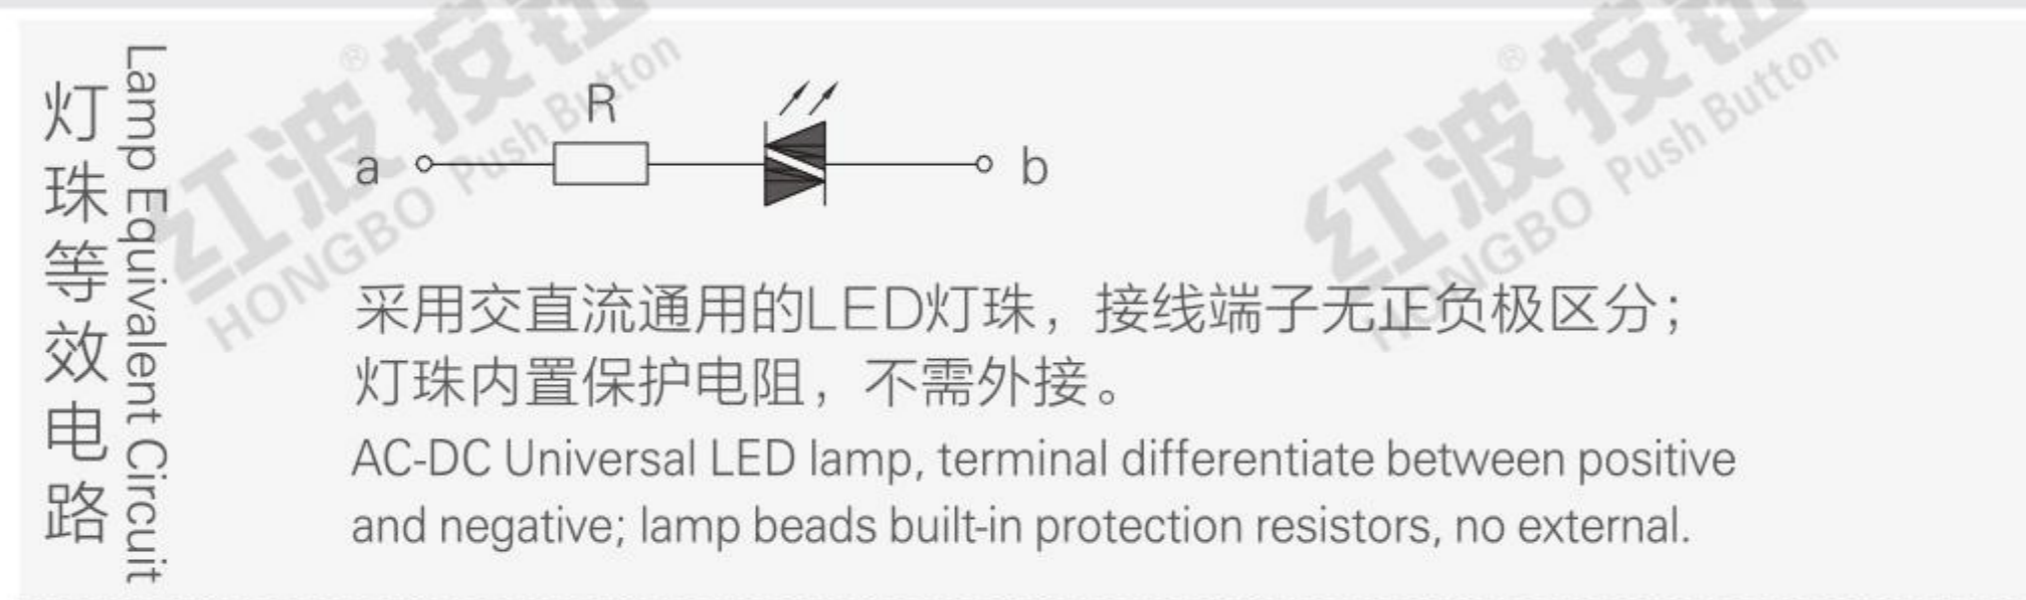 灯珠等效电路
Lamp Equivalent Circuit
R
a
b
采用交直流通用的LED灯珠，接线端子无正负极区分；
灯珠内置保护电阻，不需外接。
AC-DC Universal LED lamp, terminal differentiate between positive
and negative; lamp beads built-in protection resistors, no external.
红波®按钮
HONGBO Push Button
红波®按钮
HONGBO Push Button